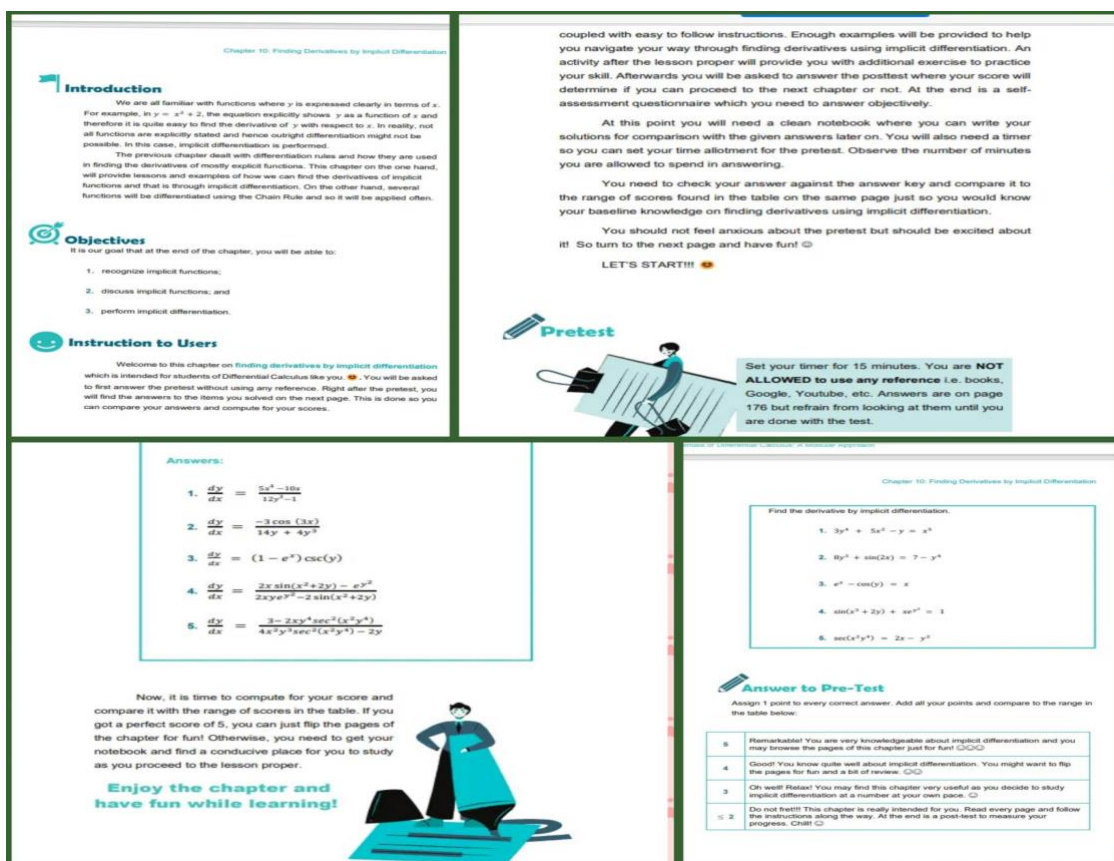 Chapter 10: Finding Derivatives by Implicit Differentiation
Introduction
We are all familiar with functions where y is expressed clearly in terms of x.
For example, in y = x² + 2, the equation explicitly shows y as a function of x and
therefore it is quite easy to find the derivative of y with respect to x. In reality, not
all functions are explicitly stated and hence outright differentiation might not be
possible. In this case, implicit differentiation is performed.
The previous chapter dealt with differentiation rules and how they are used
in finding the derivatives of mostly explicit functions. This chapter on the one hand,
will provide lessons and examples of how we can find the derivatives of implicit
functions and that is through implicit differentiation. On the other hand, several
functions will be differentiated using the Chain Rule and so it will be applied often.
Objectives
It is our goal that at the end of the chapter, you will be able to:
1. recognize implicit functions;
2. discuss implicit functions; and
3. perform implicit differentiation.
Instruction to Users
Welcome to this chapter on finding derivatives by implicit differentiation
which is intended for students of Differential Calculus like you. 😍. You will be asked
to first answer the pretest without using any reference. Right after the pretest, you
will find the answers to the items you solved on the next page. This is done so you
can compare your answers and compute for your scores.
coupled with easy to follow instructions. Enough examples will be provided to help
you navigate your way through finding derivatives using implicit differentiation. An
activity after the lesson proper will provide you with additional exercise to practice
your skill. Afterwards you will be asked to answer the posttest where your score will
determine if you can proceed to the next chapter or not. At the end is a self-
assessment questionnaire which you need to answer objectively.
At this point you will need a clean notebook where you can write your
solutions for comparison with the given answers later on. You will also need a timer
so you can set your time allotment for the pretest. Observe the number of minutes
you are allowed to spend in answering.
You need to check your answer against the answer key and compare it to
the range of scores found in the table on the same page just so you would know
your baseline knowledge on finding derivatives using implicit differentiation.
You should not feel anxious about the pretest but should be excited about
it! So turn to the next page and have fun! ☺
LET'S START!!! 😍
Pretest
Set your timer for 15 minutes. You are NOT
ALLOWED to use any reference i.e. books,
Google, Youtube, etc. Answers are on page
176 but refrain from looking at them until you
are done with the test.
Answers:
1. dy/dx = (5x⁴ −10x)/(12y³−1)
2. dy/dx = (−3 cos (3x))/(14y + 4y³)
3. dy/dx = (1 − eˣ) csc(y)
4. dy/dx = (2x sin(x²+2y) − e^(y²))/(2xye^(y²) −2 sin(x²+2y))
5. dy/dx = (3− 2xy⁴sec²(x²y⁴))/(4x²y³sec²(x²y⁴) − 2y)
Now, it is time to compute for your score and
compare it with the range of scores in the table. If you
got a perfect score of 5, you can just flip the pages of
the chapter for fun! Otherwise, you need to get your
notebook and find a conducive place for you to study
as you proceed to the lesson proper.
Enjoy the chapter and
have fun while learning!
of Differential Calculus: A Modular Approach
Chapter 10: Finding Derivatives by Implicit Differentiation
Find the derivative by implicit differentiation.
1. 3y⁴ + 5x² − y = x⁵
2. + sin(2x) = 7 − y⁴
3. eˣ − cos(y) = x
4. + 2y) + xe^(y²) = 1
5. sec(x²y⁴) = 2x − y²
Answer to Pre-Test
Assign 1 point to every correct answer. Add all your points and compare to the range in
the table below:
5 Remarkable! You are very knowledgeable about implicit differentiation and you
may browse the pages of this chapter just for fun! ☺☺☺
4 Good! You know quite well about implicit differentiation. You might want to flip
the pages for fun and a bit of review. ☺☺
3 Oh well! Relax! You may find this chapter very useful as you decide to study
implicit differentiation at a number at your own pace. ☺
≤ 2 Do not fret!!! This chapter is really intended for you. Read every page and follow
the instructions along the way. At the end is a post-test to measure your
progress. Chill! ☺